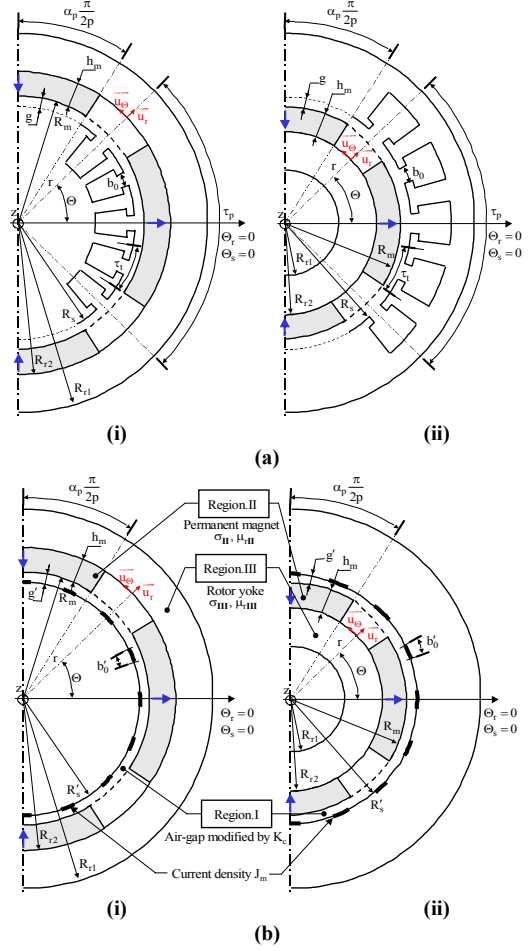 α_p π/2p
h_m
g
R_m
u_Θ
u_r
b_0
r
Θ
z
τ_p
Θ_r=0
Θ_s=0
τ_t
R_s
R_r2
R_r1
(i)
α_p π/2p
g
h_m
u_Θ
u_r
b_0
r
Θ
z
τ_p
R_r1
R_m
Θ_r=0
Θ_s=0
τ_t
R_r2
R_s
(ii)
(a)
α_p π/2p
h_m
g'
R_m
u_Θ
u_r
b'_0
r
Θ
z
Θ_r=0
Θ_s=0
R'_s
R_r2
R_r1
(i)
Region.II
Permanent magnet
σ_II, μ_rII
Region.III
Rotor yoke
σ_III, μ_rIII
Region.I
Air-gap modified by K_c
Current density J_m
α_p π/2p
g'
h_m
u_Θ
u_r
b'_0
r
Θ
z
R_m
Θ_r=0
Θ_s=0
R_r1
R_r2
R'_s
(ii)
(b)